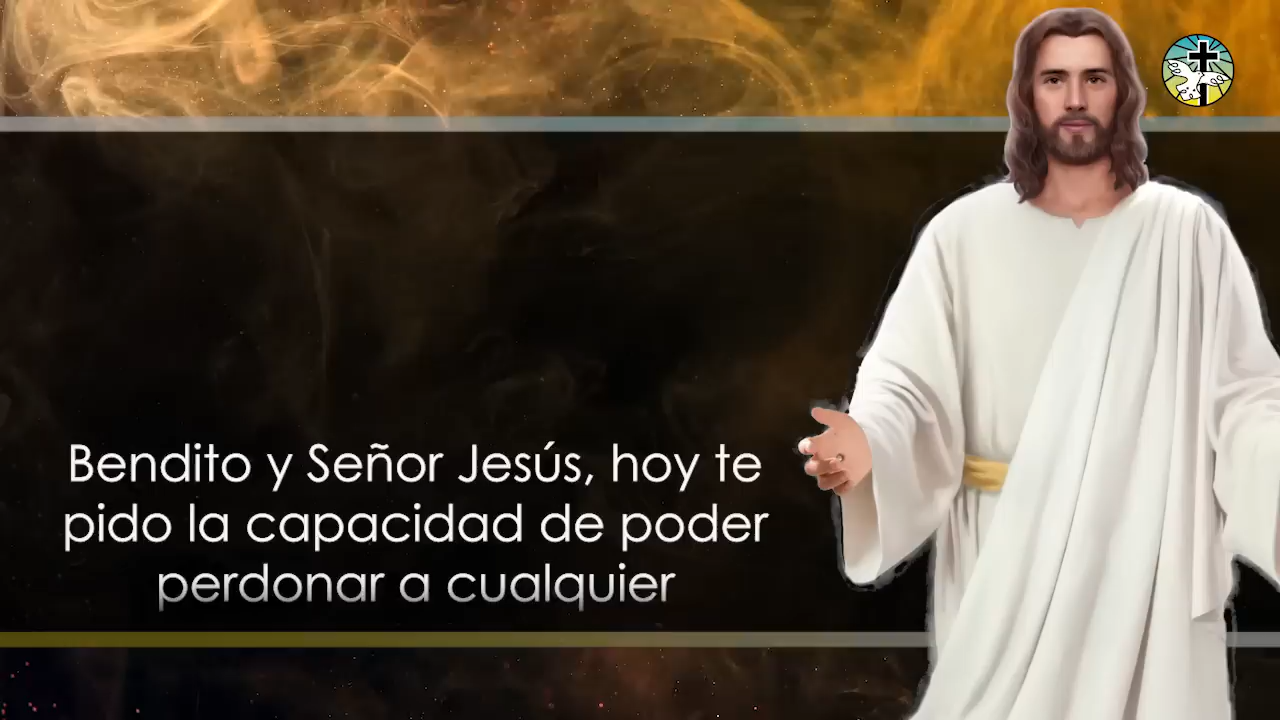 Bendito y Señor Jesús, hoy te
pido la capacidad de poder
perdonar a cualquier